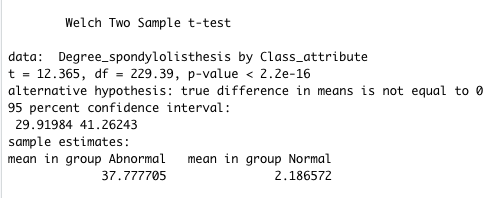 Welch Two Sample t-test
data:  Degree_spondylolisthesis by Class_attribute
t = 12.365, df = 229.39, p-value < 2.2e-16
alternative hypothesis: true difference in means is not equal to 0
95 percent confidence interval:
29.91984 41.26243
sample estimates:
mean in group Abnormal   mean in group Normal
37.777705               2.186572